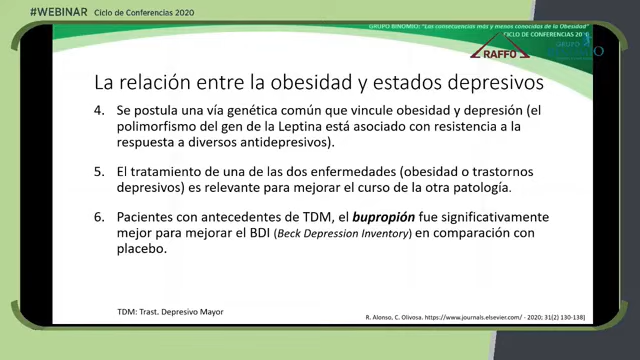 #WEBINAR Ciclo de Conferencias 2020
GRUPO BINOMIO: "Las consecuencias más y menos conocidas de la Obesidad"
CICLO DE CONFERENCIAS 2020
RAFFO
GRUPO
La relación entre la obesidad y estados depresivos
4. Se postula una vía genética común que vincule obesidad y depresión (el
polimorfismo del gen de la Leptina está asociado con resistencia a la
respuesta a diversos antidepresivos).
5. El tratamiento de una de las dos enfermedades (obesidad o trastornos
depresivos) es relevante para mejorar el curso de la otra patología.
6. Pacientes con antecedentes de TDM, el bupropión fue significativamente
mejor para mejorar el BDI (Beck Depression Inventory) en comparación con
placebo.
TDM: Trast. Depresivo Mayor
R. Alonso, C. Olivosa. https://www.journals.elsevier.com/ - 2020; 31(2) 130-138)